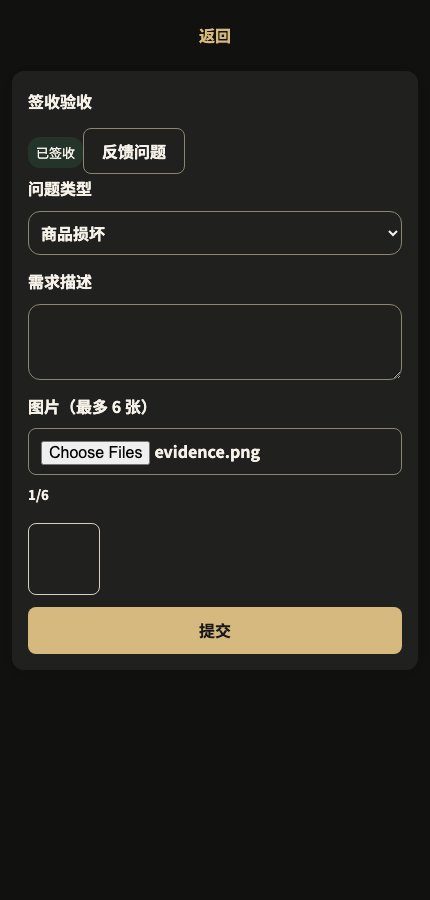 返回
签收验收
已签收 反馈问题
问题类型
商品损坏
需求描述
图片（最多 6 张）
Choose Files evidence.png
1/6
提交